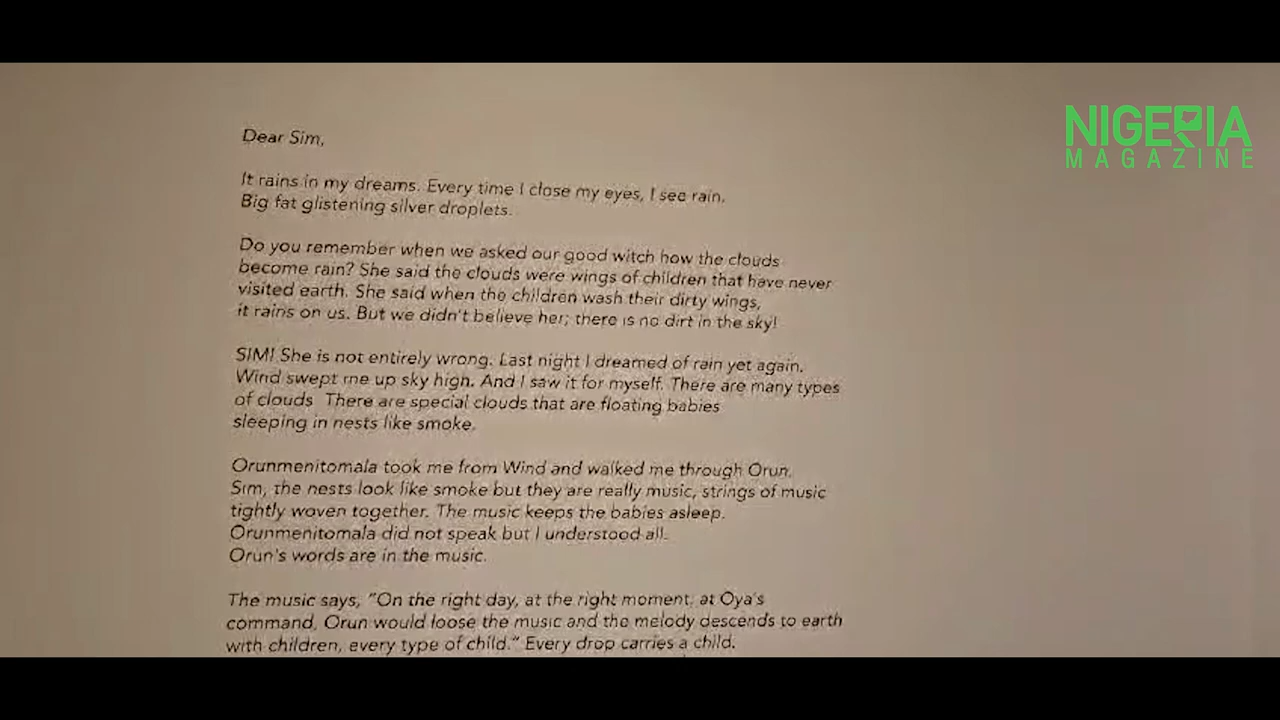 NIGERIA
MAGAZINE
Dear Sim,
It rains in my dreams. Every time I close my eyes, I see rain.
Big fat glistening silver droplets.
Do you remember when we asked our good witch how the clouds
become rain? She said the clouds were wings of children that have never
visited earth. She said when the children wash their dirty wings,
it rains on us. But we didn't believe her; there is no dirt in the sky!
SIM! She is not entirely wrong. Last night I dreamed of rain yet again.
Wind swept me up sky high. And I saw it for myself. There are many types
of clouds. There are special clouds that are floating babies
sleeping in nests like smoke.
Orunmenitomala took me from Wind and walked me through Orun.
Sim, the nests look like smoke but they are really music, strings of music
tightly woven together. The music keeps the babies asleep.
Orunmenitomala did not speak but I understood all.
Orun's words are in the music.
The music says, "On the right day, at the right moment, at Oya's
command, Orun would loose the music and the melody descends to earth
with children, every type of child." Every drop carries a child.